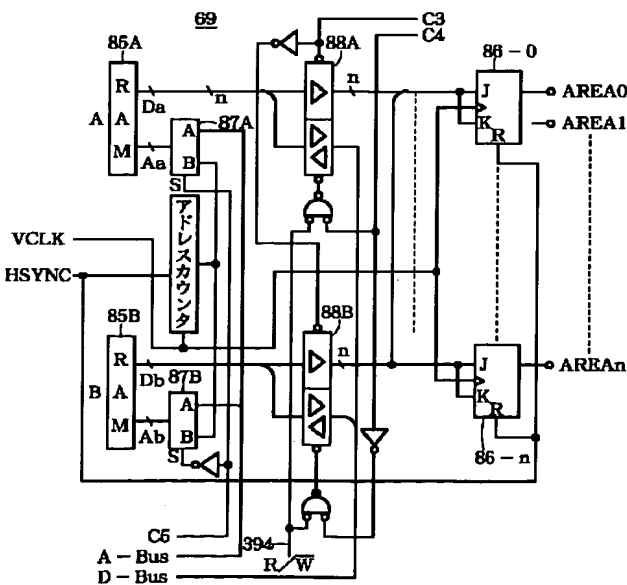 69
C3
C4
85A
88A
86-0
R
A
M
A
Da
n
n
J
K
R
AREA0
AREA1
Aa
87A
A
B
S
アドレスカウンタ
VCLK
HSYNC
85B
88B
R
A
M
B
Db
n
J
K
R
AREAn
87B
Ab
A
B
S
86-n
C5
394
A-Bus
R/W̅
D-Bus